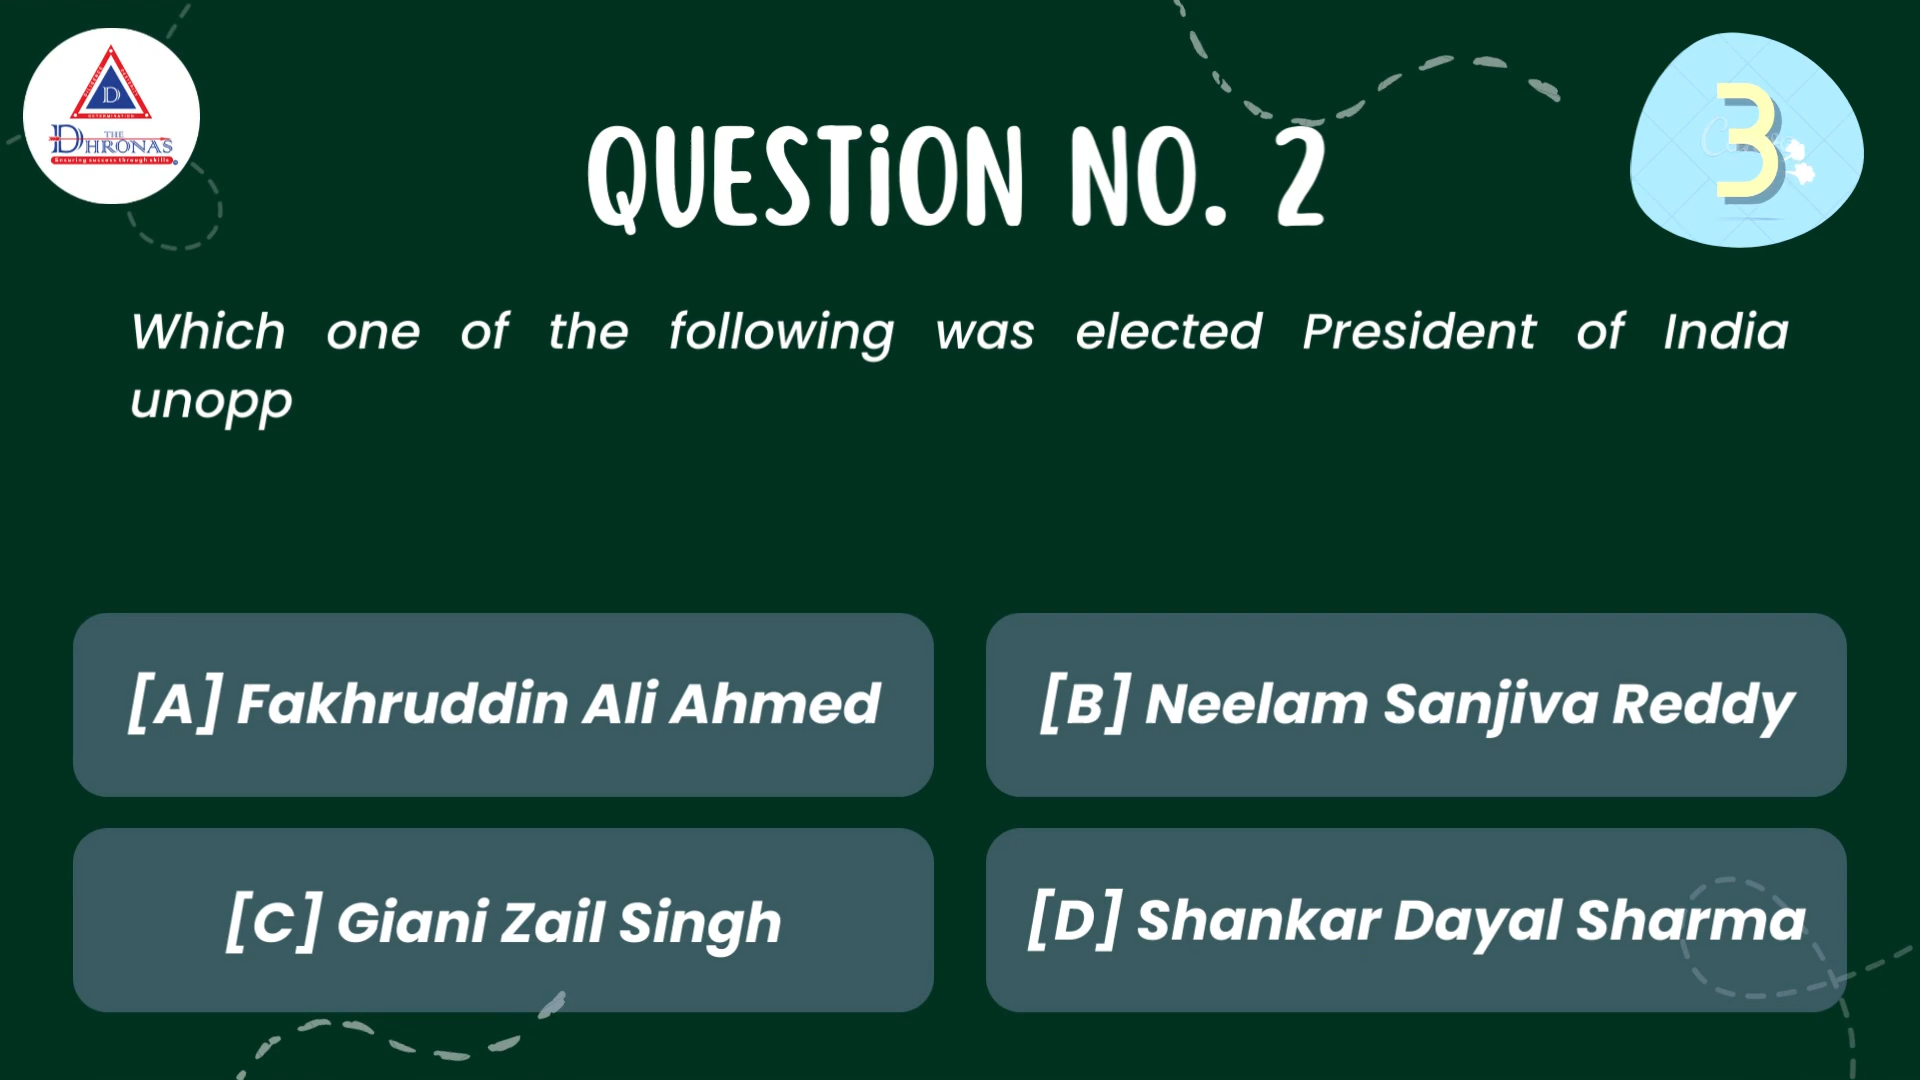 D
DETERMINATION
THE
DHRONAS
Ensuring success through skills
QUESTiON NO. 2
3
Which one of the following was elected President of India
unopp
[A] Fakhruddin Ali Ahmed
[B] Neelam Sanjiva Reddy
[C] Giani Zail Singh
[D] Shankar Dayal Sharma